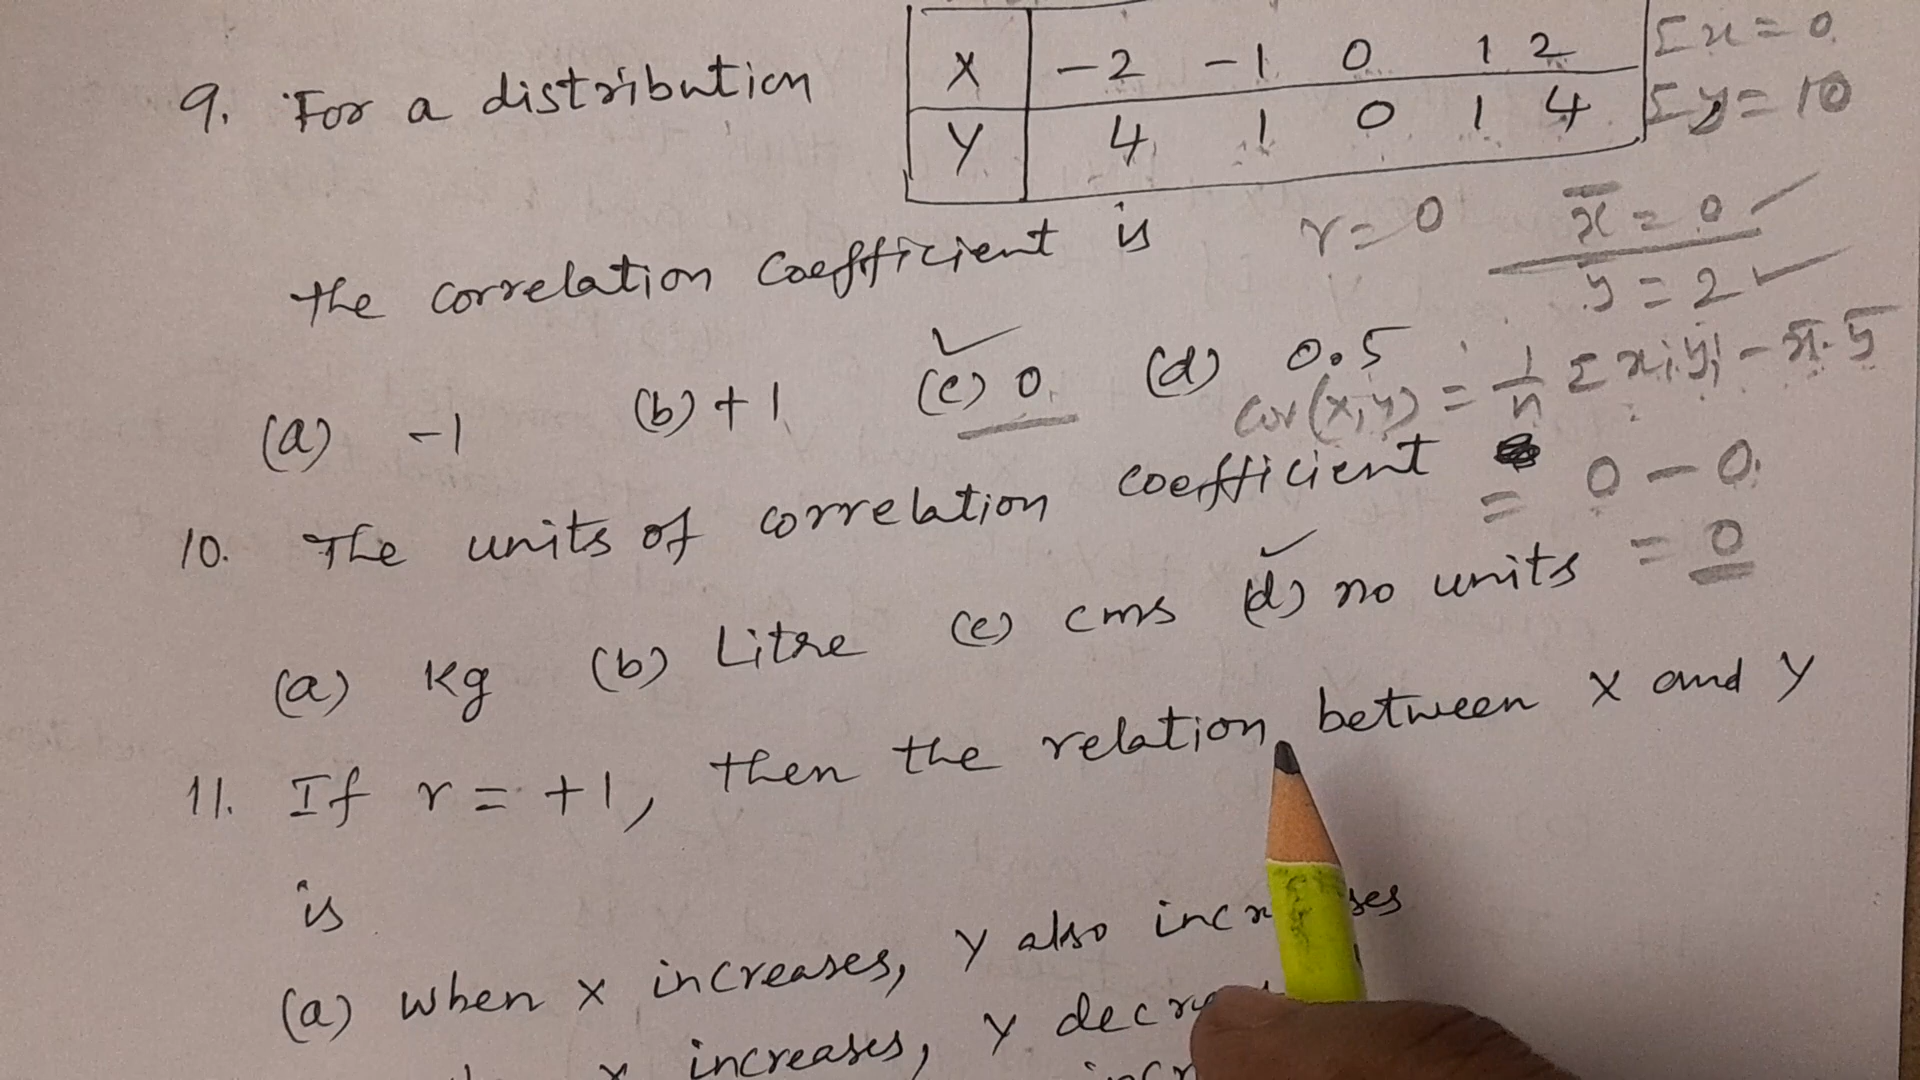 9. For a distribution
X -2 -1 0 1 2
Y 4 1 0 1 4
Σx = 0
Σy = 10
the correlation coefficient is
r = 0
x̄ = 0
ȳ = 2
(a) -1 (b) +1 (c) 0 (d) 0.5
Cov(x,y) = 1/n Σ xiyi - x̄.ȳ
= 0 - 0
= 0
10. The units of correlation coefficient
(a) kg (b) Litre (c) cms (d) no units
11. If r = +1, then the relation between X and Y
is
(a) when X increases, Y also increases
X increases, Y